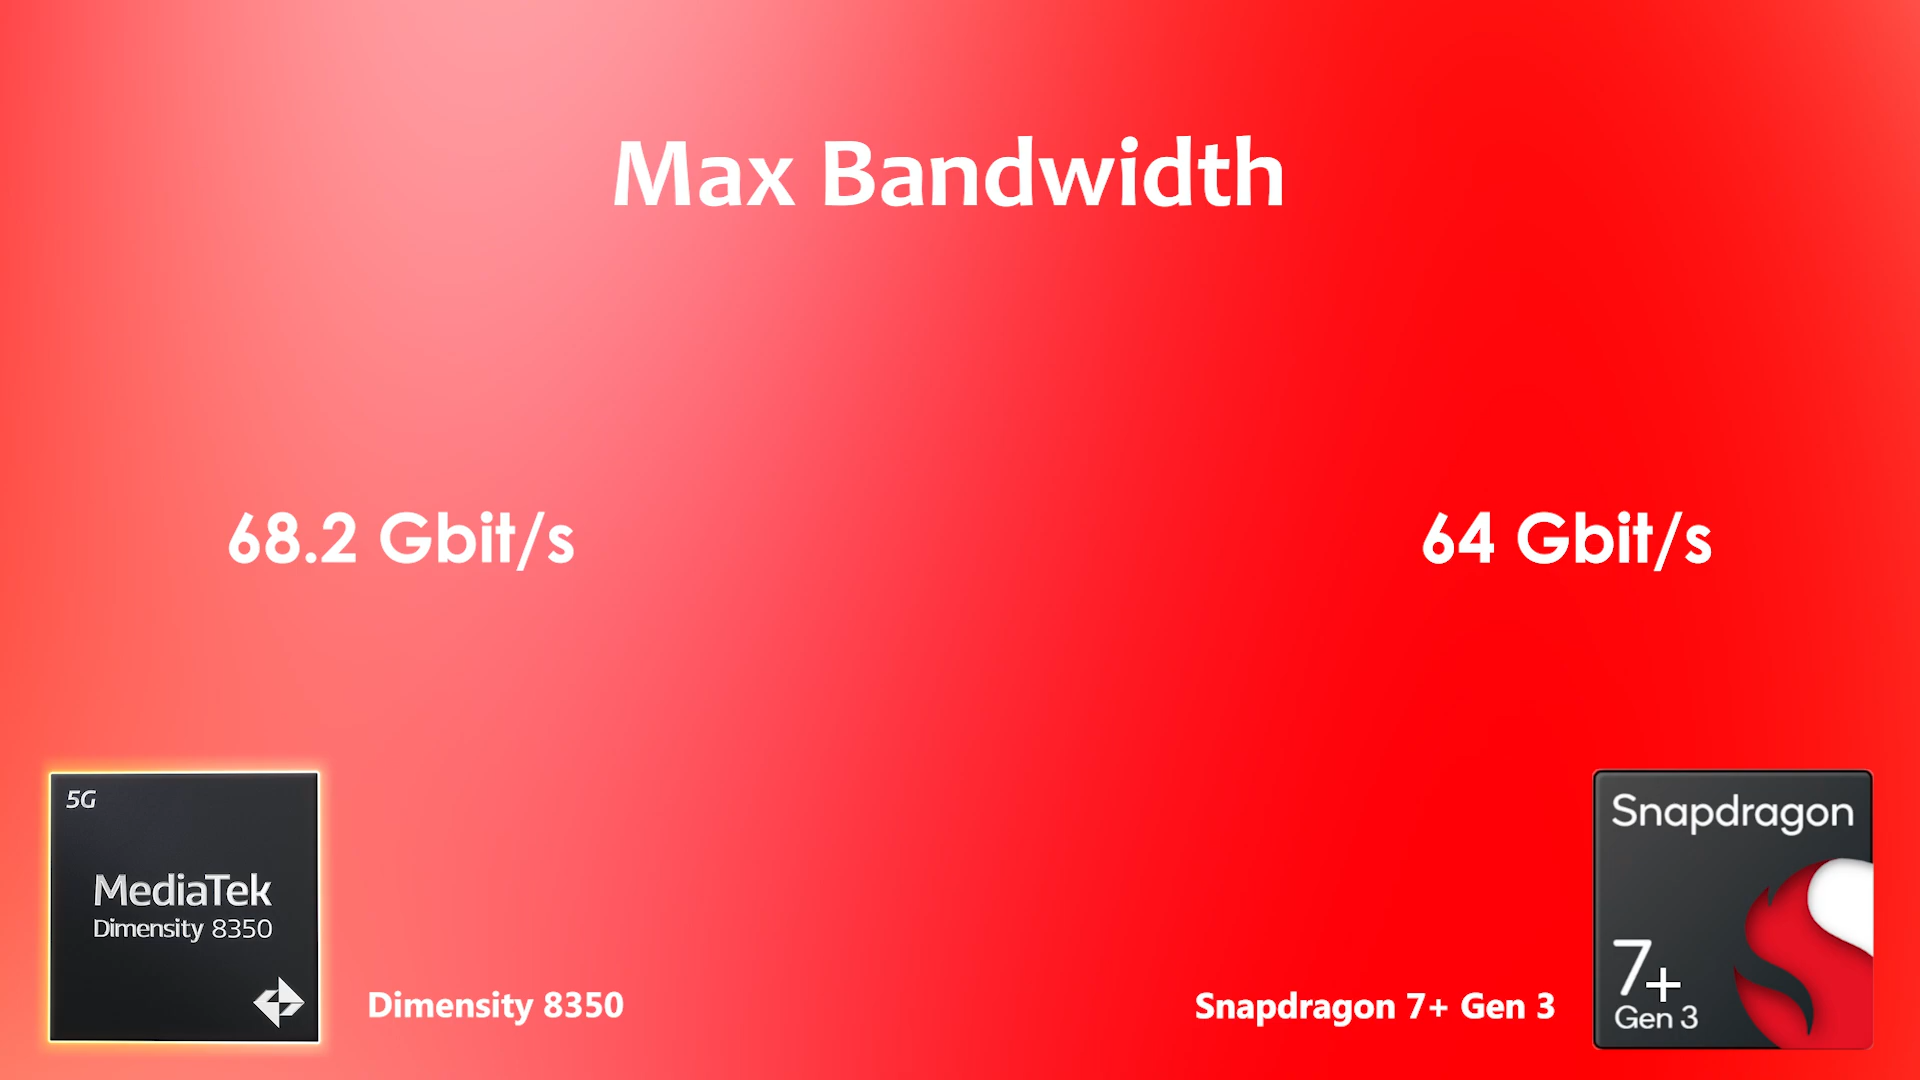 Max Bandwidth
68.2 Gbit/s
64 Gbit/s
5G
MediaTek
Dimensity 8350
Dimensity 8350
Snapdragon 7+ Gen 3
Snapdragon
7+
Gen 3